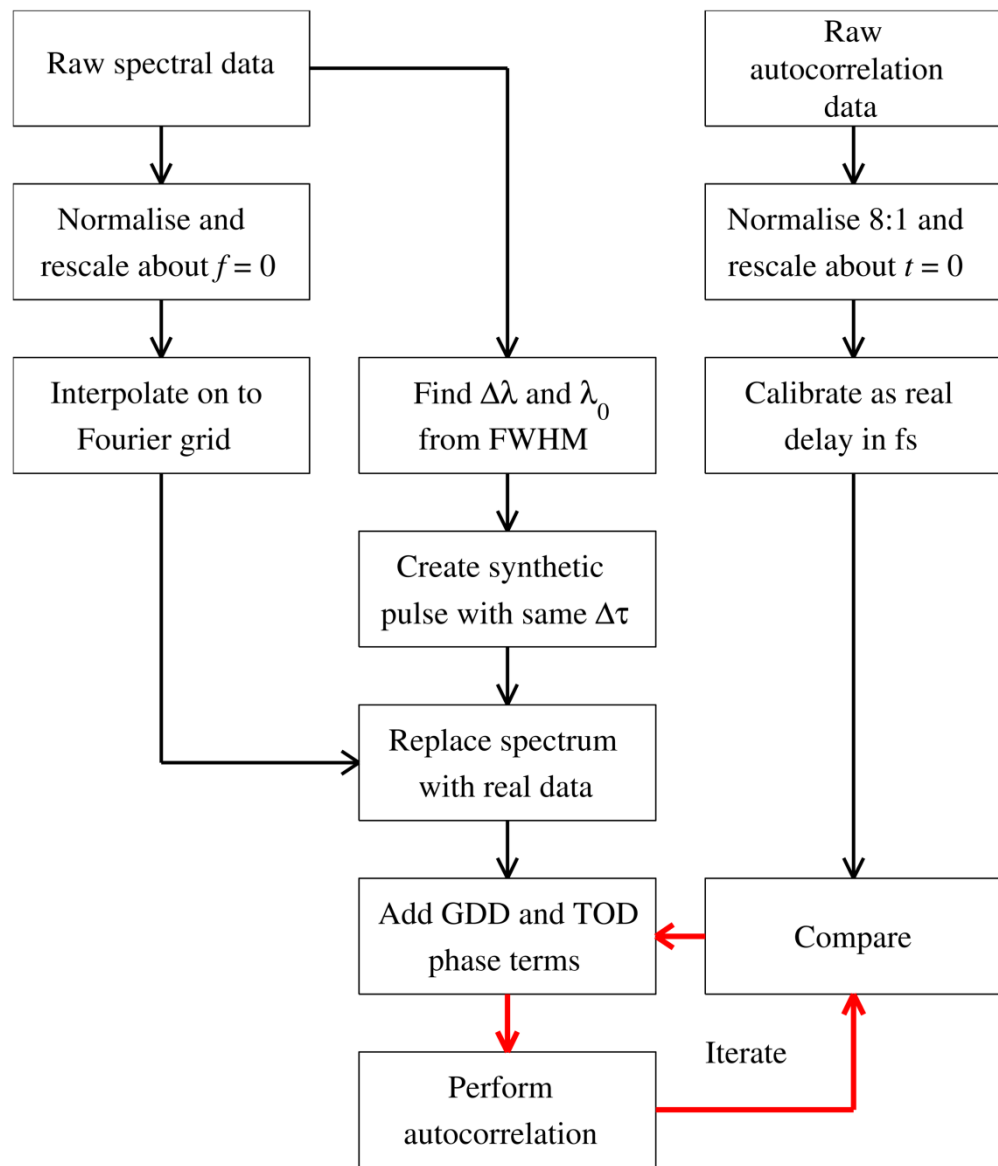 Raw spectral data
Raw
autocorrelation
data
Normalise and
rescale about f = 0
Normalise 8:1 and
rescale about t = 0
Interpolate on to
Fourier grid
Find Δλ and λ₀
from FWHM
Calibrate as real
delay in fs
Create synthetic
pulse with same Δτ
Replace spectrum
with real data
Add GDD and TOD
phase terms
Compare
Iterate
Perform
autocorrelation